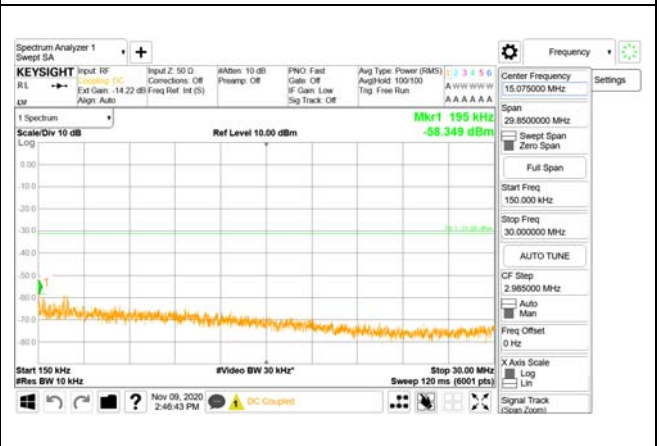 Spectrum Analyzer 1
Swept SA
Frequency
KEYSIGHT Input: RF
RL
Coupling: DC
Ext Gain: -14.22 dB
Align: Auto
Input Z: 50 Ω
Corrections: Off
Freq Ref: Int (S)
#Atten: 10 dB
Preamp: Off
PNO: Fast
Gate: Off
IF Gain: Low
Sig Track: Off
Avg Type: Power (RMS)
Avg|Hold: 100/100
Trig: Free Run
1 2 3 4 5 6
A W W W W W
A A A A A A
1 Spectrum
Scale/Div 10 dB
Ref Level 10.00 dBm
Mkr1 195 kHz
-58.349 dBm
Log
0.00
-10.0
-20.0
-30.0
-40.0
-50.0
-60.0
-70.0
-80.0
1
Start 150 kHz
#Res BW 10 kHz
#Video BW 30 kHz*
Stop 30.00 MHz
Sweep 120 ms (6001 pts)
Nov 09, 2020
2:46:43 PM
DC Coupled
Settings
Center Frequency
15.075000 MHz
Span
29.8500000 MHz
Swept Span
Zero Span
Full Span
Start Freq
150.000 kHz
Stop Freq
30.000000 MHz
AUTO TUNE
CF Step
2.985000 MHz
Auto
Man
Freq Offset
0 Hz
X Axis Scale
Log
Lin
Signal Track
(Span Zoom)